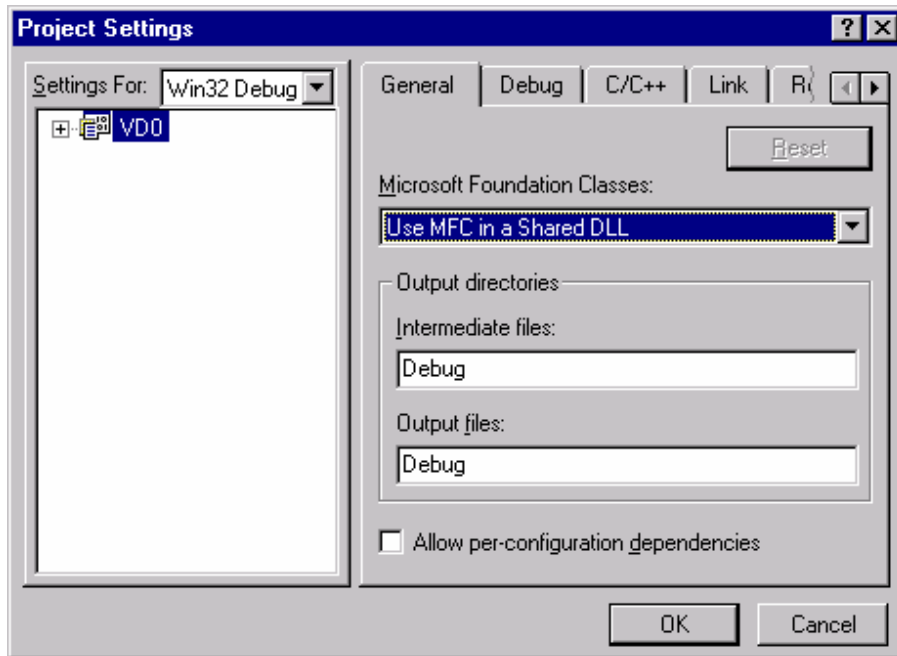 Project Settings
Settings For: Win32 Debug
VD0
General Debug C/C++ Link
Reset
Microsoft Foundation Classes:
Use MFC in a Shared DLL
Output directories
Intermediate files:
Debug
Output files:
Debug
Allow per-configuration dependencies
OK Cancel